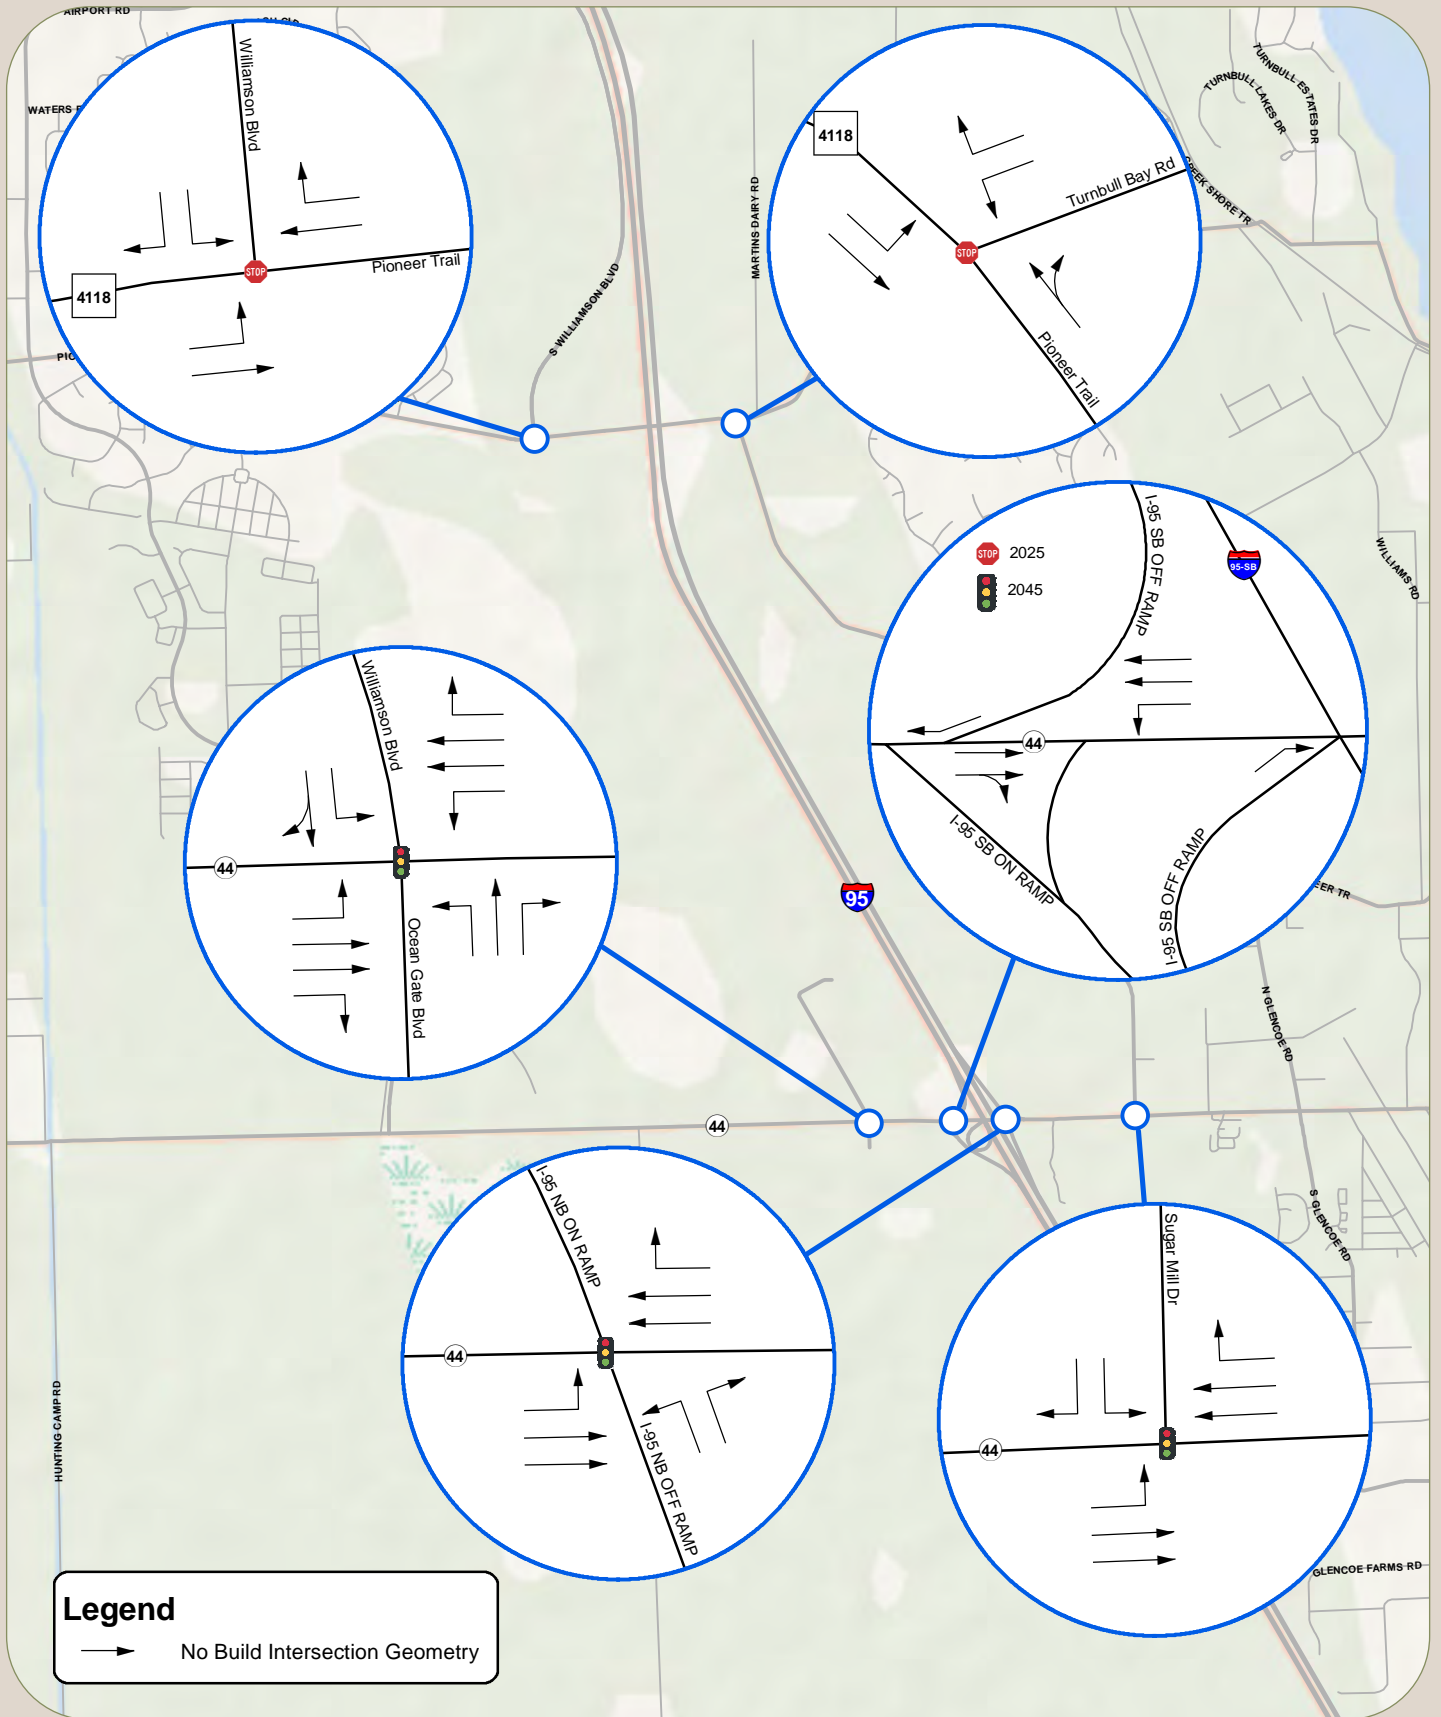 AIRPORT RD
WATERS
Williamson Blvd
Pioneer Trail
4118
STOP
PIO
S WILLIAMSON BLVD
MARTINS DAIRY RD
4118
Turnbull Bay Rd
STOP
Pioneer Trail
TURNBULL ESTATES DR
TURNBULL LAKES DR
CREEK SHORE TR
WILLIAMS RD
STOP 2025
2045
I-95 SB OFF RAMP
95-SB
44
I-95 SB ON RAMP
I-95 SB OFF RAMP
EER TR
Williamson Blvd
44
Ocean Gate Blvd
95
44
N GLENCOE RD
S GLENCOE RD
I-95 NB ON RAMP
44
I-95 NB OFF RAMP
Sugar Mill Dr
44
HUNTING CAMP RD
GLENCOE FARMS RD
Legend
No Build Intersection Geometry